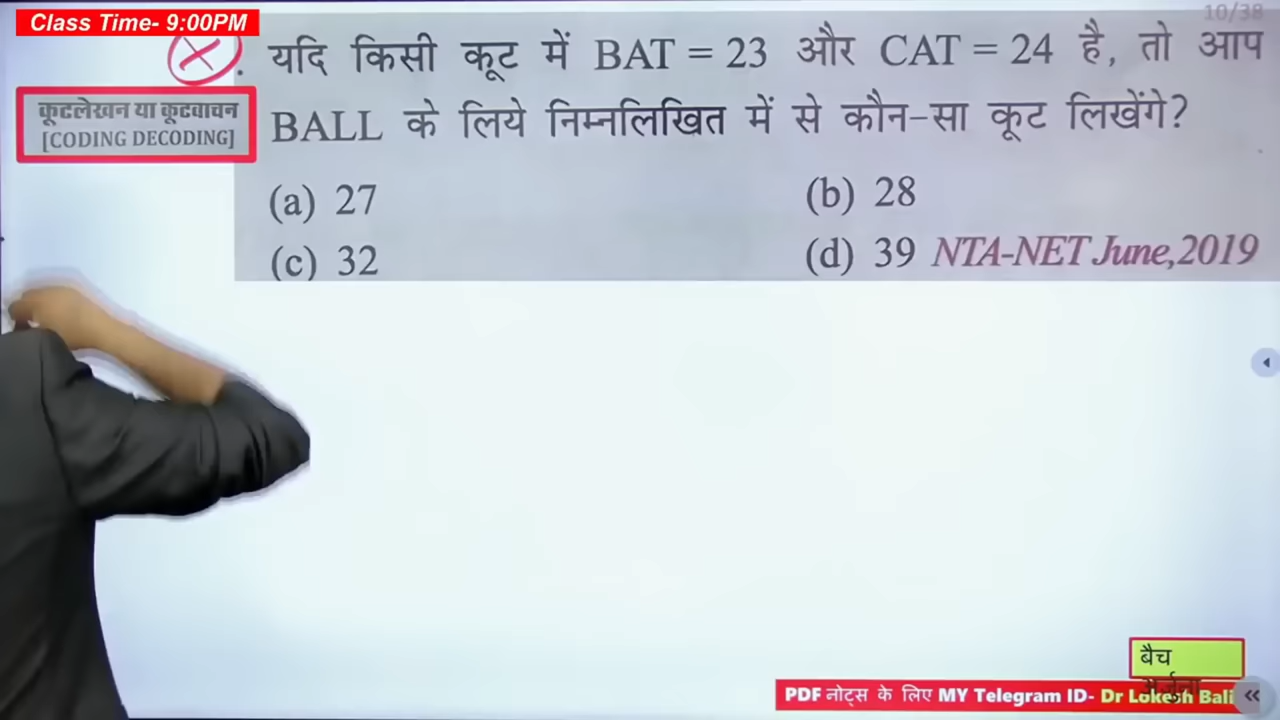 Class Time- 9:00PM
10/38
यदि किसी कूट में BAT = 23 और CAT = 24 है, तो आप
कूटलेखन या कूटवाचन
[CODING DECODING]
BALL के लिये निम्नलिखित में से कौन-सा कूट लिखेंगे?
(a) 27
(b) 28
(c) 32
(d) 39 NTA-NET June,2019
बैच
अर्जुना
PDF नोट्स के लिए MY Telegram ID- Dr Lokesh Bali